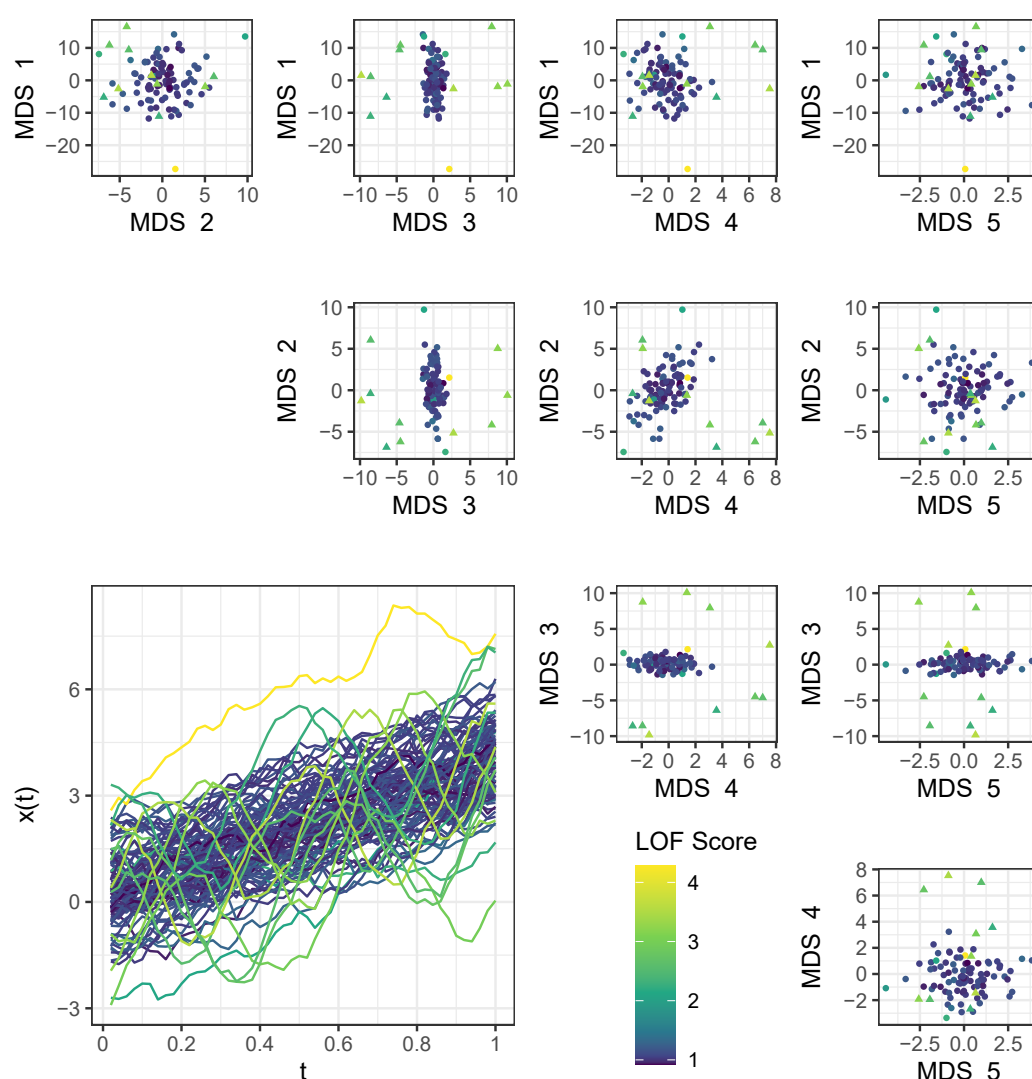 MDS 1
10
0
−10
−20
−5 0 5 10
MDS 2
MDS 1
10
0
−10
−20
−10 −5 0 5 10
MDS 3
MDS 1
10
0
−10
−20
−2 0 2 4 6 8
MDS 4
MDS 1
10
0
−10
−20
−2.5 0.0 2.5
MDS 5
MDS 2
10
5
0
−5
−10 −5 0 5 10
MDS 3
MDS 2
10
5
0
−5
−2 0 2 4 6 8
MDS 4
MDS 2
10
5
0
−5
−2.5 0.0 2.5
MDS 5
x(t)
6
3
0
−3
0 0.2 0.4 0.6 0.8 1
t
MDS 3
10
5
0
−5
−10
−2 0 2 4 6 8
MDS 4
MDS 3
10
5
0
−5
−10
−2.5 0.0 2.5
MDS 5
LOF Score
4
3
2
1
MDS 4
8
6
4
2
0
−2
−2.5 0.0 2.5
MDS 5